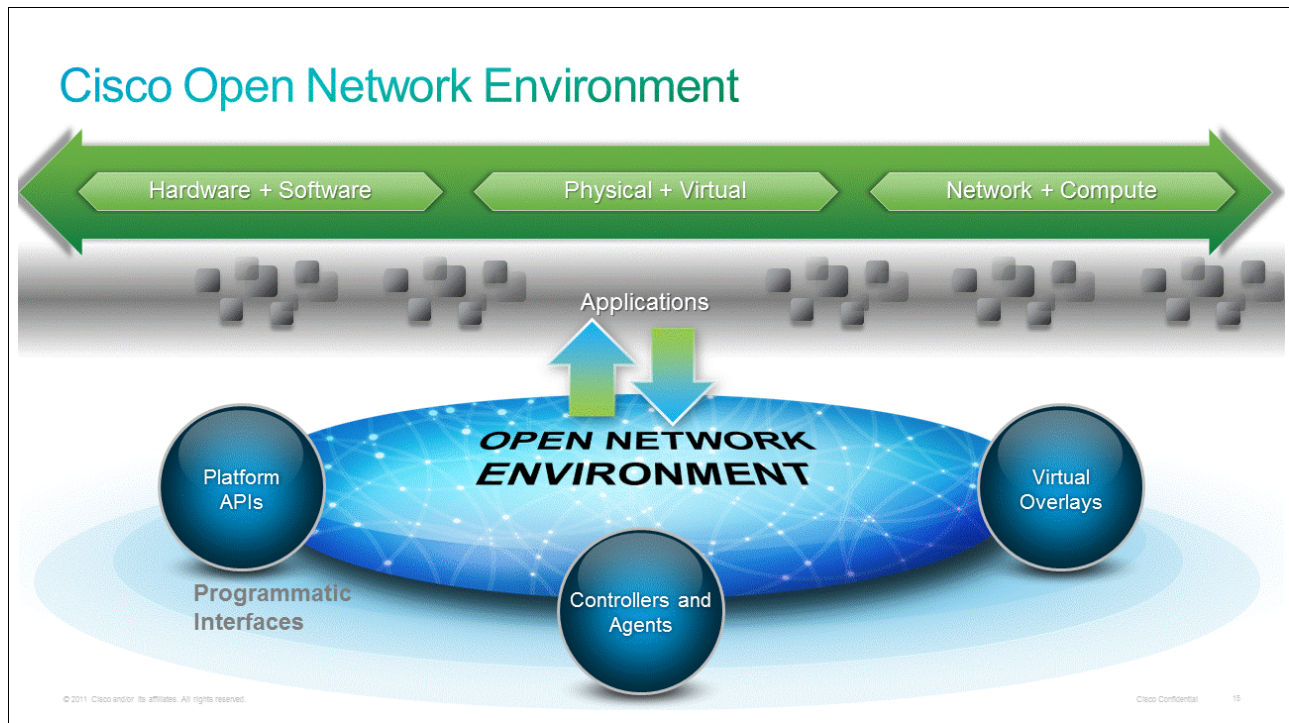 Cisco Open Network Environment
Hardware + Software
Physical + Virtual
Network + Compute
Applications
OPEN NETWORK
ENVIRONMENT
Platform
APIs
Virtual
Overlays
Programmatic
Interfaces
Controllers and
Agents
© 2011 Cisco and/or its affiliates. All rights reserved.
Cisco Confidential
15